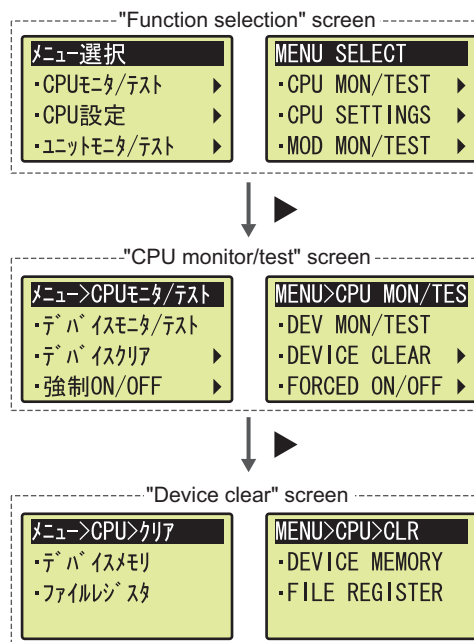 "Function selection" screen
ﾒﾆｭｰ選択
･CPUﾓﾆﾀ/ﾃｽﾄ ▶
･CPU設定 ▶
･ﾕﾆｯﾄﾓﾆﾀ/ﾃｽﾄ ▶
MENU SELECT
･CPU MON/TEST ▶
･CPU SETTINGS ▶
･MOD MON/TEST ▶
"CPU monitor/test" screen
ﾒﾆｭｰ>CPUﾓﾆﾀ/ﾃｽﾄ
･ﾃﾞﾊﾞｲｽﾓﾆﾀ/ﾃｽﾄ
･ﾃﾞﾊﾞｲｽｸﾘｱ ▶
･強制ON/OFF ▶
MENU>CPU MON/TES
･DEV MON/TEST
･DEVICE CLEAR ▶
･FORCED ON/OFF ▶
"Device clear" screen
ﾒﾆｭｰ>CPU>ｸﾘｱ
･ﾃﾞﾊﾞｲｽﾒﾓﾘ
･ﾌｧｲﾙﾚｼﾞｽﾀ
MENU>CPU>CLR
･DEVICE MEMORY
･FILE REGISTER